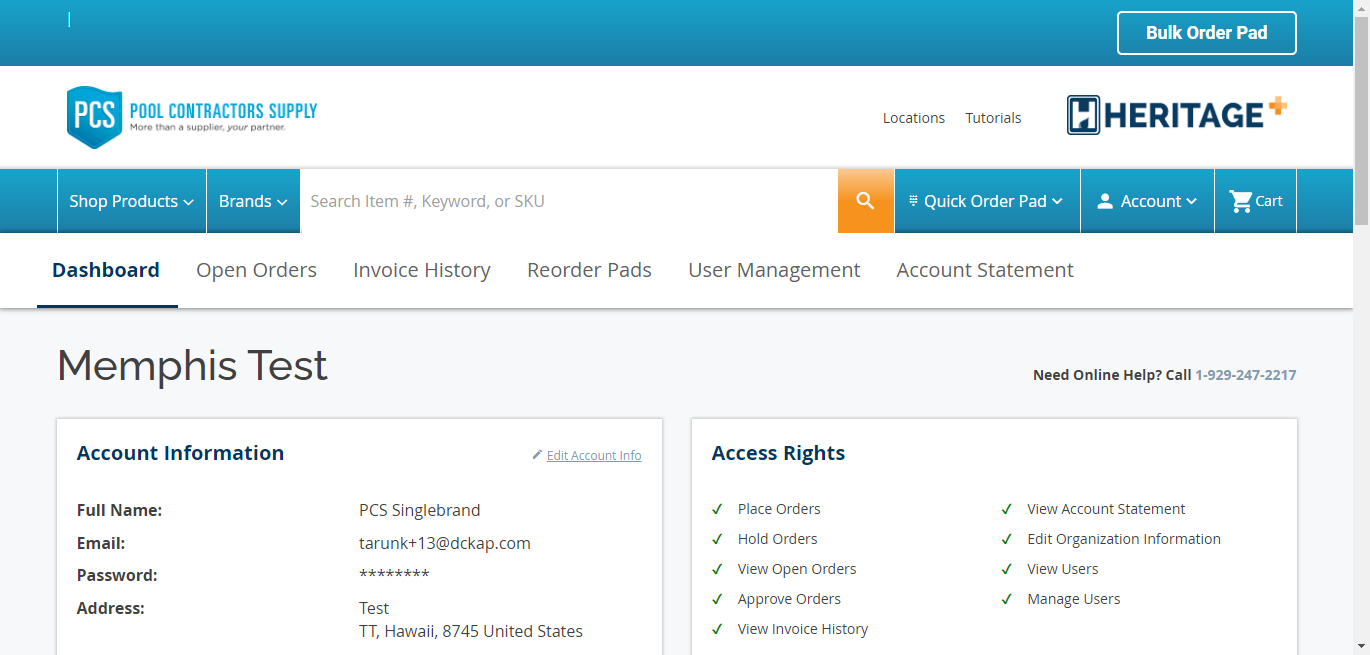 |
Bulk Order Pad
PCS POOL CONTRACTORS SUPPLY
More than a supplier, your partner.
Locations Tutorials
H HERITAGE+
Shop Products Brands Search Item #, Keyword, or SKU Quick Order Pad Account Cart
Dashboard Open Orders Invoice History Reorder Pads User Management Account Statement
Memphis Test
Need Online Help? Call 1-929-247-2217
Account Information Edit Account Info
Full Name: PCS Singlebrand
Email: tarunk+13@dckap.com
Password: ********
Address: Test
TT, Hawaii, 8745 United States
Access Rights
✓ Place Orders
✓ Hold Orders
✓ View Open Orders
✓ Approve Orders
✓ View Invoice History
✓ View Account Statement
✓ Edit Organization Information
✓ View Users
✓ Manage Users